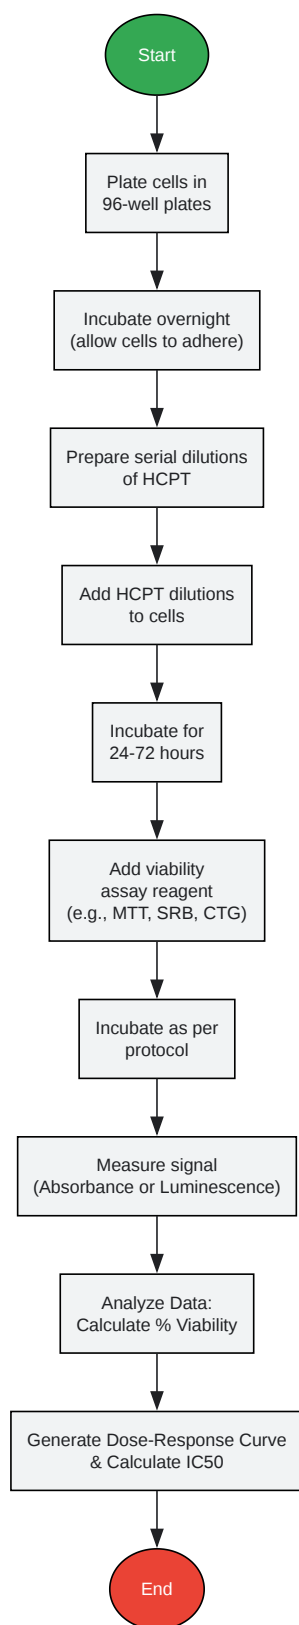 Start
Plate cells in
96-well plates
Incubate overnight
(allow cells to adhere)
Prepare serial dilutions
of HCPT
Add HCPT dilutions
to cells
Incubate for
24-72 hours
Add viability
assay reagent
(e.g., MTT, SRB, CTG)
Incubate as per
protocol
Measure signal
(Absorbance or Luminescence)
Analyze Data:
Calculate % Viability
Generate Dose-Response Curve
& Calculate IC50
End